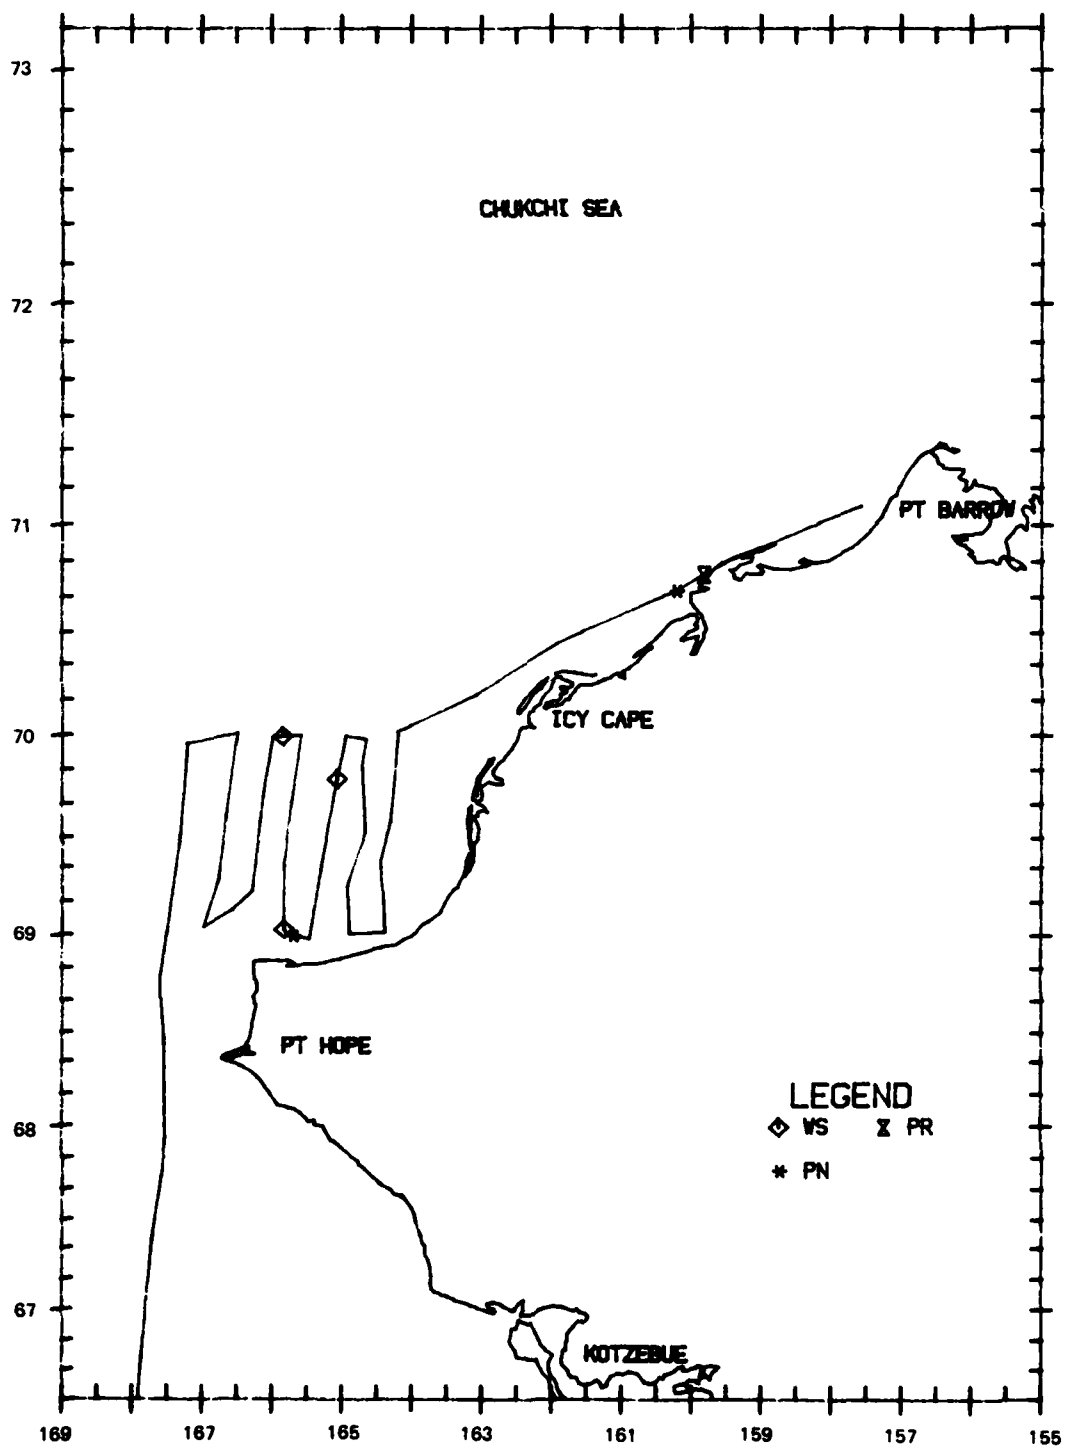 73
CHUKCHI SEA
72
71
PT BARROW
70
ICY CAPE
69
PT HOPE
LEGEND
WS PR
68
PN
67
KOTZEBUE
169 167 165 163 161 159 157 155